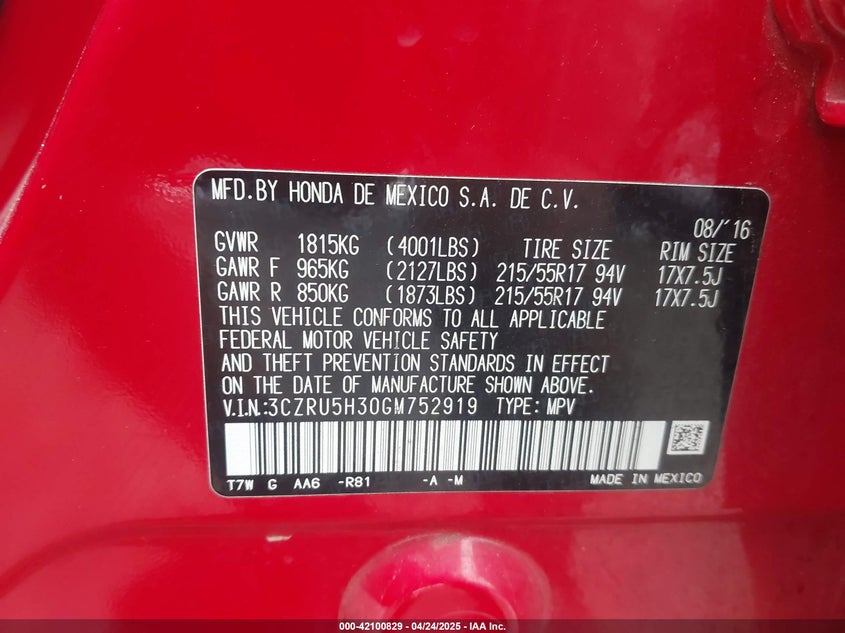 MFD.BY HONDA DE MEXICO S.A. DE C.V.
08/'16
GVWR 1815KG (4001LBS) TIRE SIZE RIM SIZE
GAWR F 965KG (2127LBS) 215/55R17 94V 17X7.5J
GAWR R 850KG (1873LBS) 215/55R17 94V 17X7.5J
THIS VEHICLE CONFORMS TO ALL APPLICABLE
FEDERAL MOTOR VEHICLE SAFETY
AND THEFT PREVENTION STANDARDS IN EFFECT
ON THE DATE OF MANUFACTURE SHOWN ABOVE.
V.I.N:3CZRU5H30GM752919 TYPE: MPV
T7W G AA6 -R81 -A -M MADE IN MEXICO
000-42100829 - 04/24/2025 - IAA Inc.